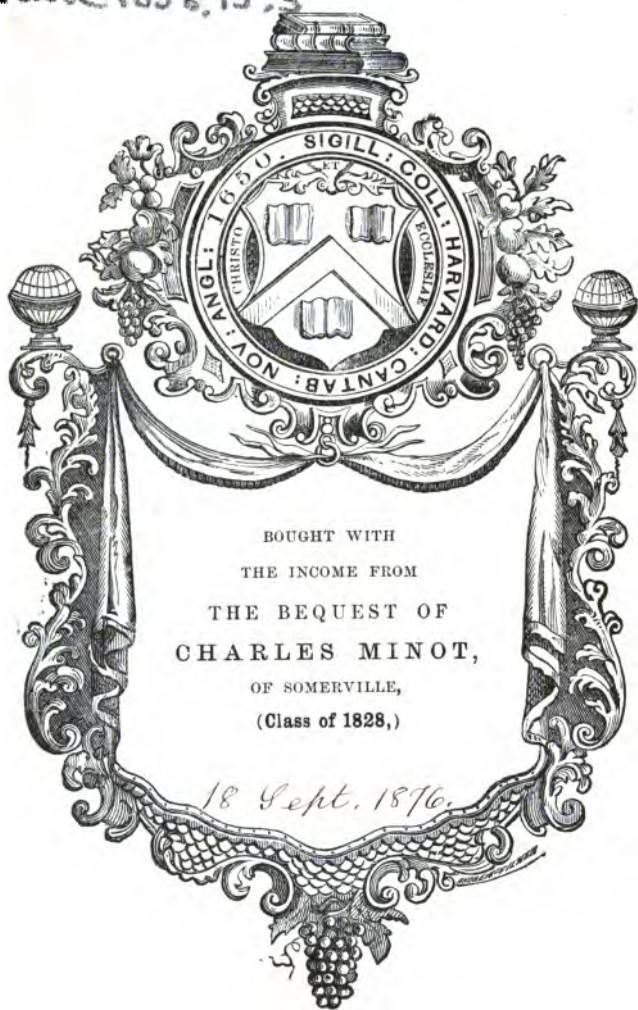 SIGILL: COLL: HARVARD: CANTAB: NOV: ANGL: 1650.
ET
CHRISTO
ECCLESIAE
BOUGHT WITH
THE INCOME FROM
THE BEQUEST OF
CHARLES MINOT,
OF SOMERVILLE,
(Class of 1828,)
18 Sept. 1876.